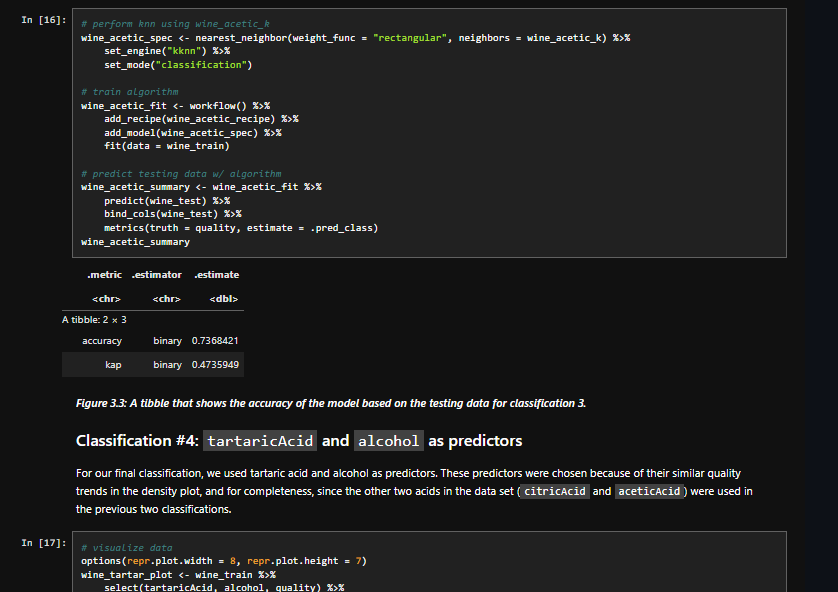 In [16]:
# perform knn using wine_acetic_k
wine_acetic_spec <- nearest_neighbor(weight_func = "rectangular", neighbors = wine_acetic_k) %>%
    set_engine("kknn") %>%
    set_mode("classification")
# train algorithm
wine_acetic_fit <- workflow() %>%
    add_recipe(wine_acetic_recipe) %>%
    add_model(wine_acetic_spec) %>%
    fit(data = wine_train)
# predict testing data w/ algorithm
wine_acetic_summary <- wine_acetic_fit %>%
    predict(wine_test) %>%
    bind_cols(wine_test) %>%
    metrics(truth = quality, estimate = .pred_class)
wine_acetic_summary
.metric .estimator .estimate
<chr> <chr> <dbl>
A tibble: 2 × 3
accuracy binary 0.7368421
kap binary 0.4735949
Figure 3.3: A tibble that shows the accuracy of the model based on the testing data for classification 3.
Classification #4: tartaricAcid and alcohol as predictors
For our final classification, we used tartaric acid and alcohol as predictors. These predictors were chosen because of their similar quality
trends in the density plot, and for completeness, since the other two acids in the data set ( citricAcid and aceticAcid ) were used in
the previous two classifications.
In [17]:
# visualize data
options(repr.plot.width = 8, repr.plot.height = 7)
wine_tartar_plot <- wine_train %>%
    select(tartaricAcid, alcohol, quality) %>%